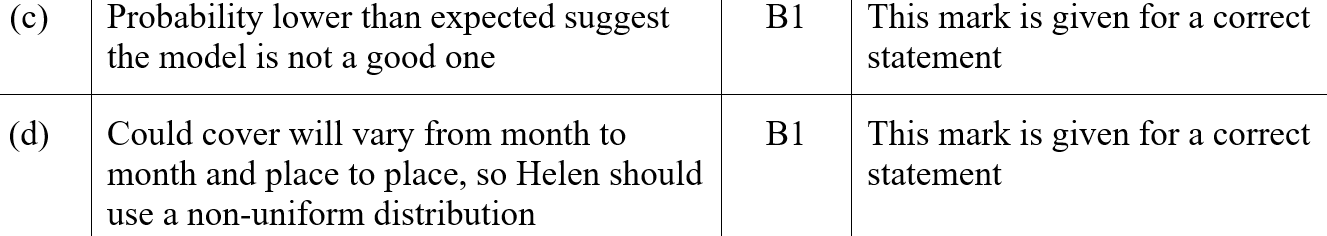 (c) Probability lower than expected suggest B1 This mark is given for a correct
the model is not a good one statement
(d) Could cover will vary from month to B1 This mark is given for a correct
month and place to place, so Helen should statement
use a non-uniform distribution